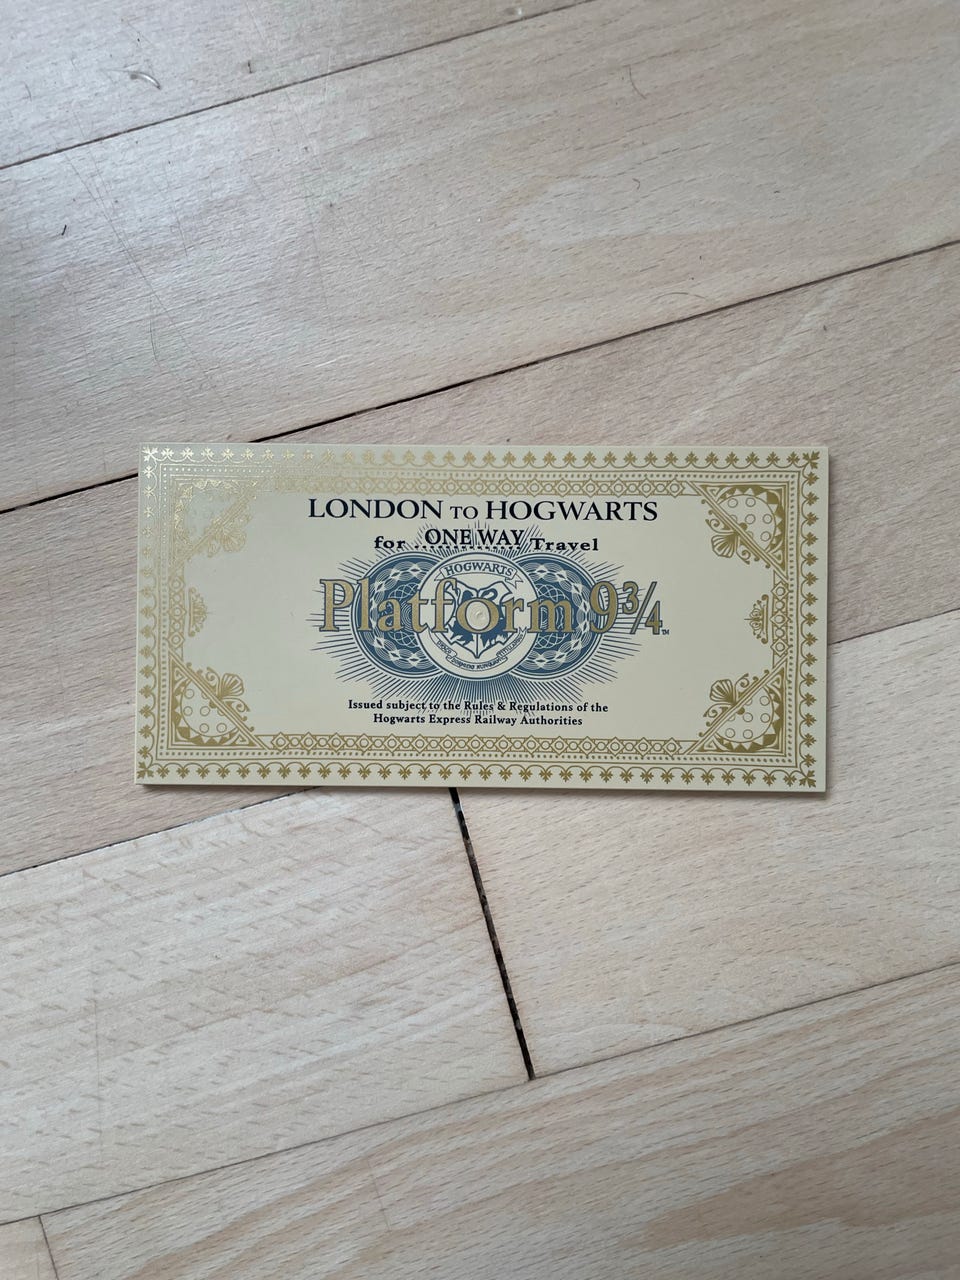 LONDON TO HOGWARTS
for ..ONE WAY.. Travel
HOGWARTS
Platform 9¾™
Issued subject to the Rules & Regulations of the
Hogwarts Express Railway Authorities